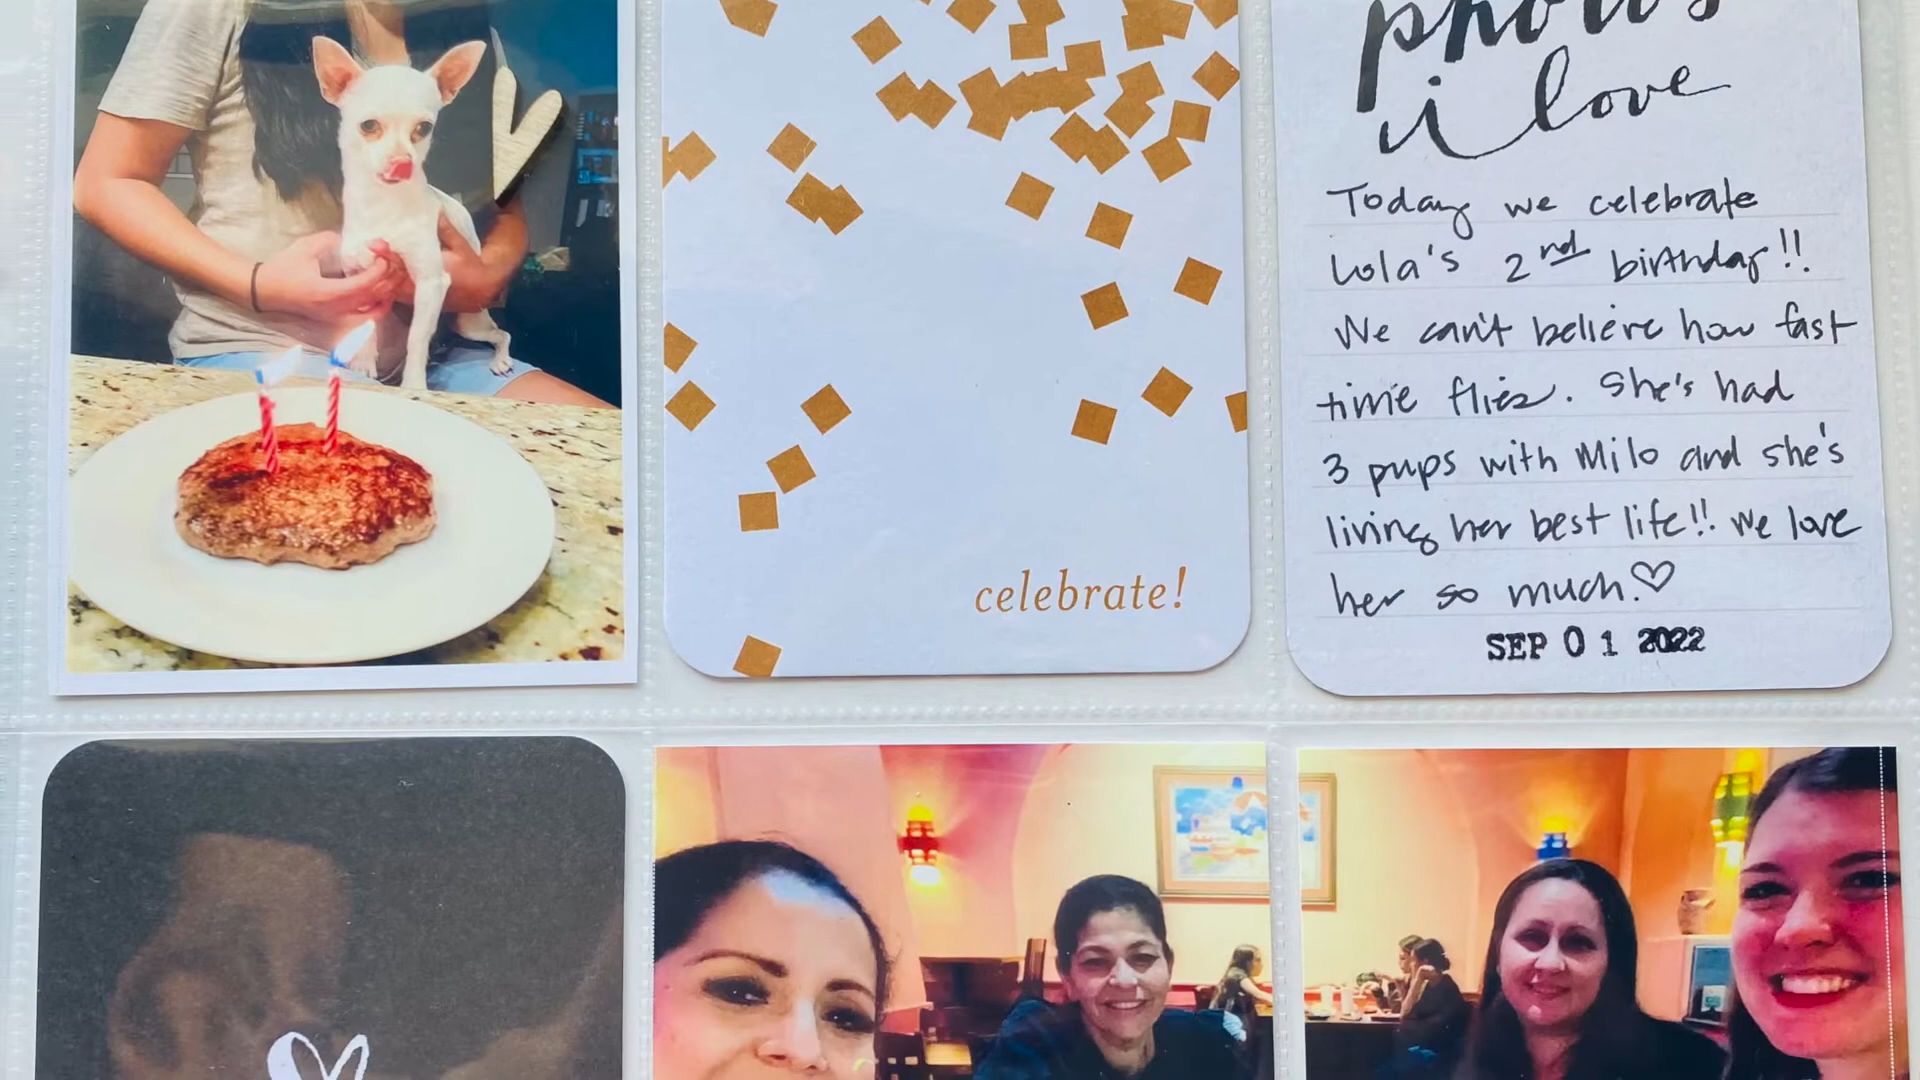 celebrate!
photos
i love
Today we celebrate
Lola's 2nd birthday!!
We can't believe how fast
time flies. She's had
3 pups with Milo and she's
living her best life!! We love
her so much!♡
SEP 01 2022